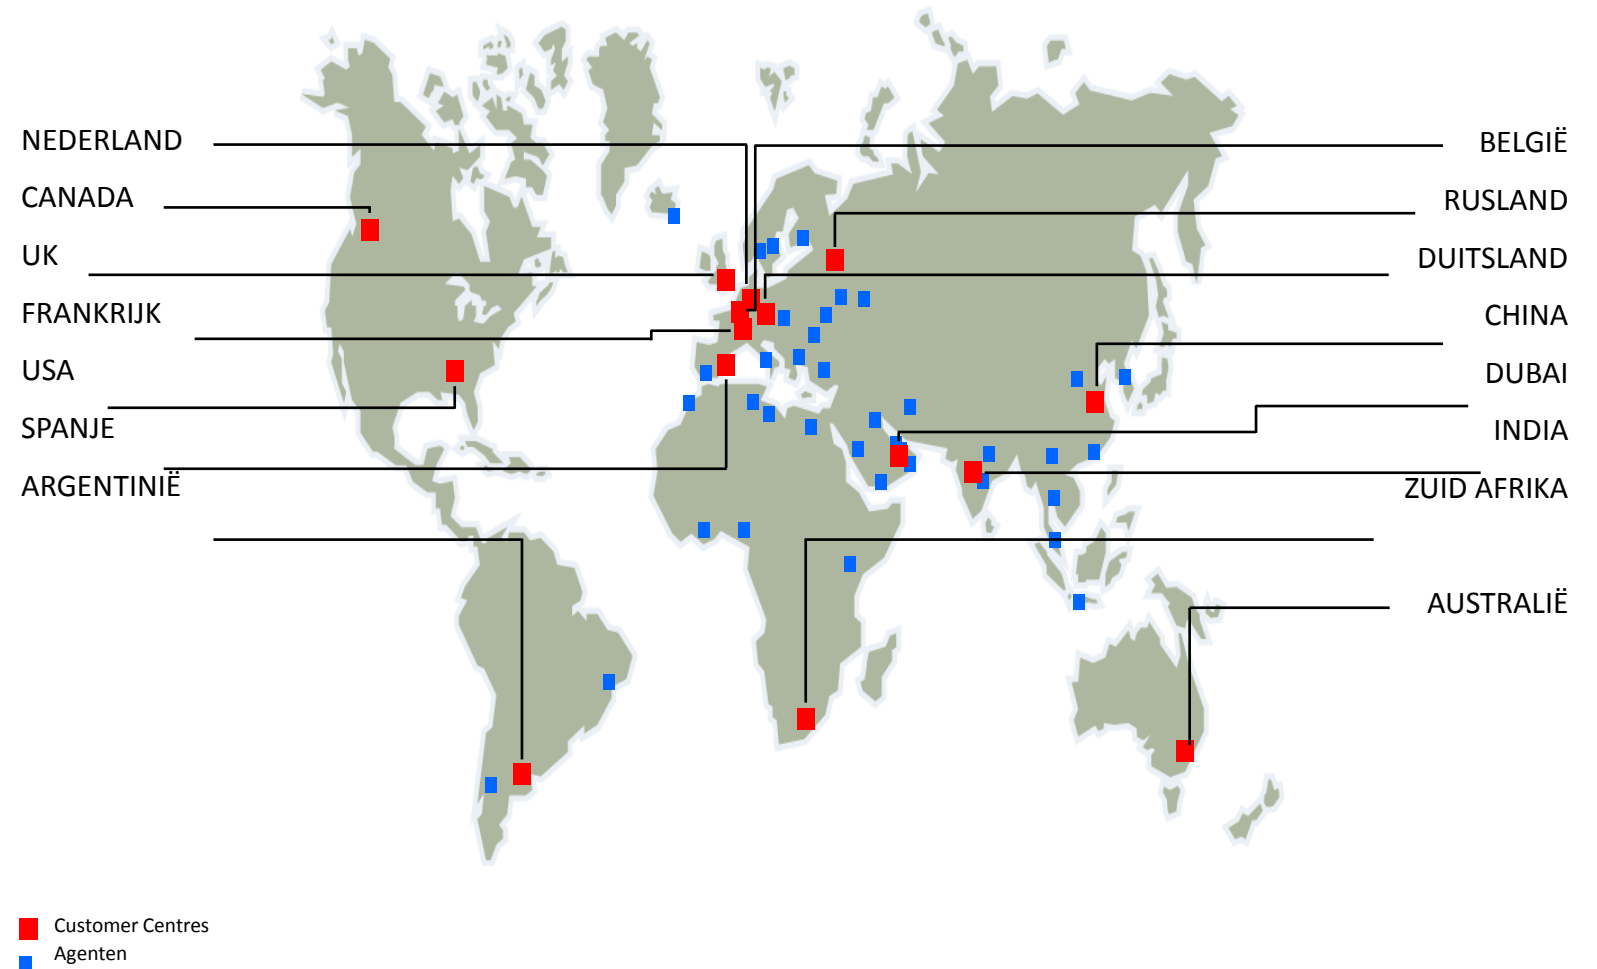 NEDERLAND
CANADA
UK
FRANKRIJK
USA
SPANJE
ARGENTINIË
BELGIË
RUSLAND
DUITSLAND
CHINA
DUBAI
INDIA
ZUID AFRIKA
AUSTRALIË
Customer Centres
Agenten